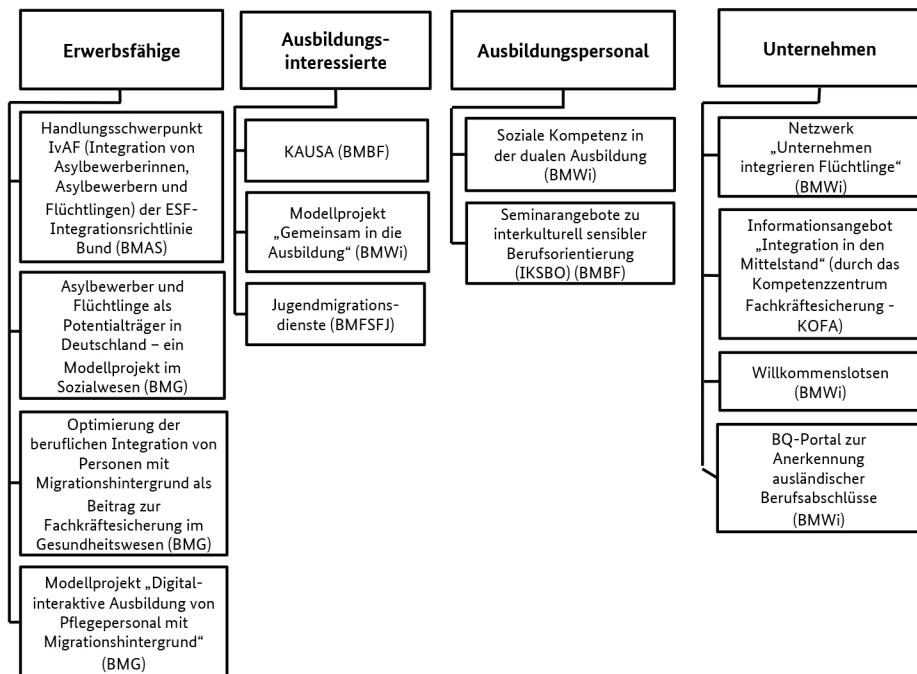 Erwerbsfähige
Handlungsschwerpunkt
IvAF (Integration von
Asylbewerberinnen,
Asylbewerbern und
Flüchtlingen) der ESF-
Integrationsrichtlinie
Bund (BMAS)
Asylbewerber und
Flüchtlinge als
Potentialträger in
Deutschland – ein
Modellprojekt im
Sozialwesen (BMG)
Optimierung der
beruflichen Integration von
Personen mit
Migrationshintergrund als
Beitrag zur
Fachkräftesicherung im
Gesundheitswesen (BMG)
Modellprojekt „Digital-
interaktive Ausbildung von
Pflegepersonal mit
Migrationshintergrund“
(BMG)
Ausbildungs-
interessierte
KAUSA (BMBF)
Modellprojekt
„Gemeinsam in die
Ausbildung“ (BMWi)
Jugendmigrations-
dienste (BMFSFJ)
Ausbildungspersonal
Soziale Kompetenz in
der dualen Ausbildung
(BMWi)
Seminarangebote zu
interkulturell sensibler
Berufsorientierung
(IKSBO) (BMBF)
Unternehmen
Netzwerk
„Unternehmen
integrieren Flüchtlinge“
(BMWi)
Informationsangebot
„Integration in den
Mittelstand“ (durch das
Kompetenzzentrum
Fachkräftesicherung -
KOFA)
Willkommenslotsen
(BMWi)
BQ-Portal zur
Anerkennung
ausländischer
Berufsabschlüsse
(BMWi)